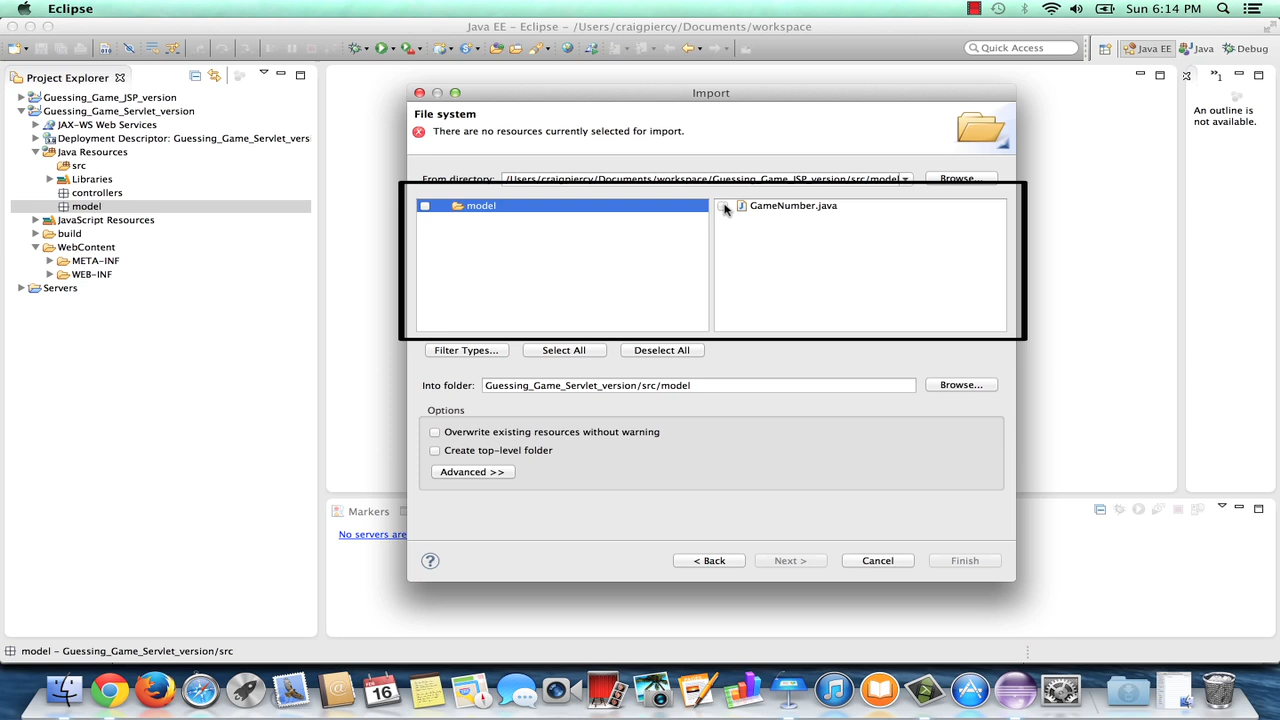 Eclipse
Sun 6:14 PM
Java EE - Eclipse - /Users/craigpiercy/Documents/workspace
Quick Access
Java EE
Java
Debug
Project Explorer
Guessing_Game_JSP_version
Guessing_Game_Servlet_version
JAX-WS Web Services
Deployment Descriptor: Guessing_Game_Servlet_vers
Java Resources
src
Libraries
controllers
model
JavaScript Resources
build
WebContent
META-INF
WEB-INF
Servers
Import
File system
There are no resources currently selected for import.
From directory: /Users/craigpiercy/Documents/workspace/Guessing_Game_JSP_version/src/model Browse...
model
GameNumber.java
Filter Types... Select All Deselect All
Into folder: Guessing_Game_Servlet_version/src/model Browse...
Options
Overwrite existing resources without warning
Create top-level folder
Advanced >>
? < Back Next > Cancel Finish
An outline is
not available.
Markers
No servers are
model - Guessing_Game_Servlet_version/src
FEB
16